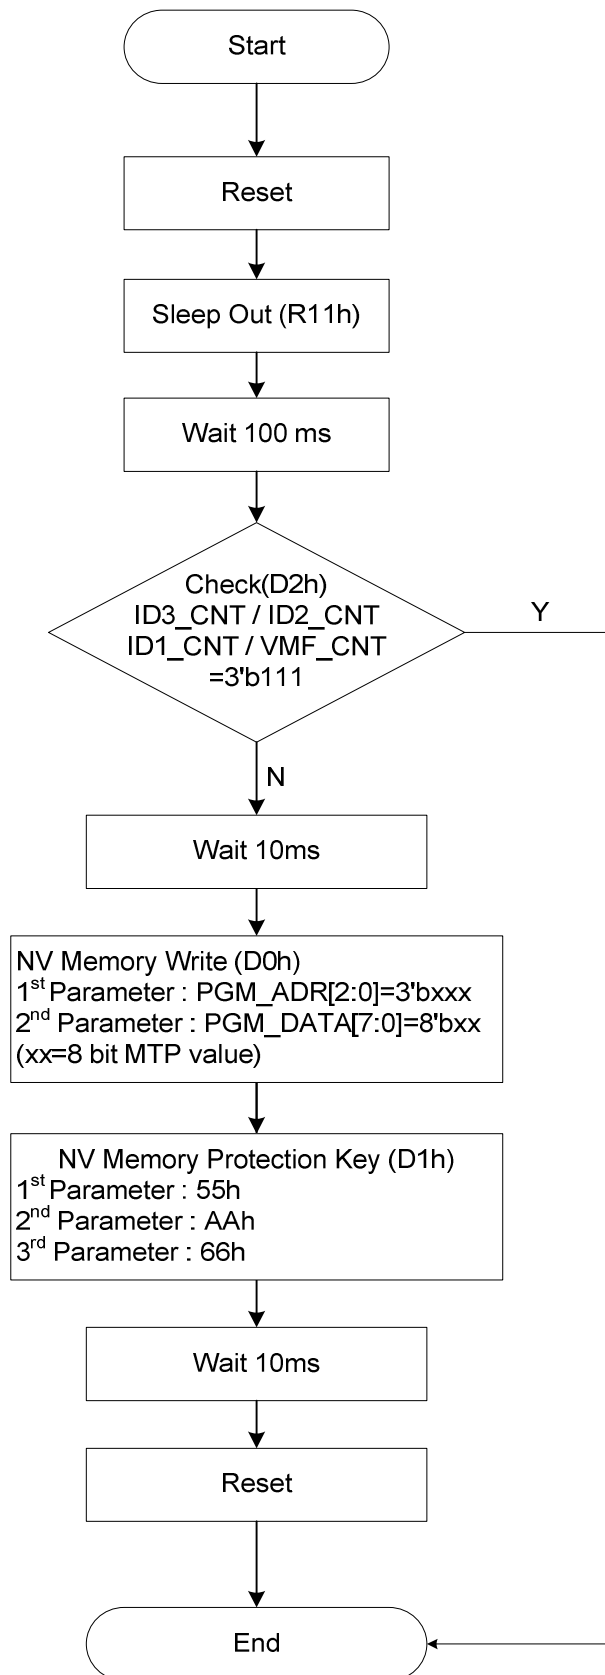 Start
Reset
Sleep Out (R11h)
Wait 100 ms
Check(D2h)
ID3_CNT / ID2_CNT
ID1_CNT / VMF_CNT
=3'b111
Y
N
Wait 10ms
NV Memory Write (D0h)
1st Parameter : PGM_ADR[2:0]=3'bxxx
2nd Parameter : PGM_DATA[7:0]=8'bxx
(xx=8 bit MTP value)
NV Memory Protection Key (D1h)
1st Parameter : 55h
2nd Parameter : AAh
3rd Parameter : 66h
Wait 10ms
Reset
End